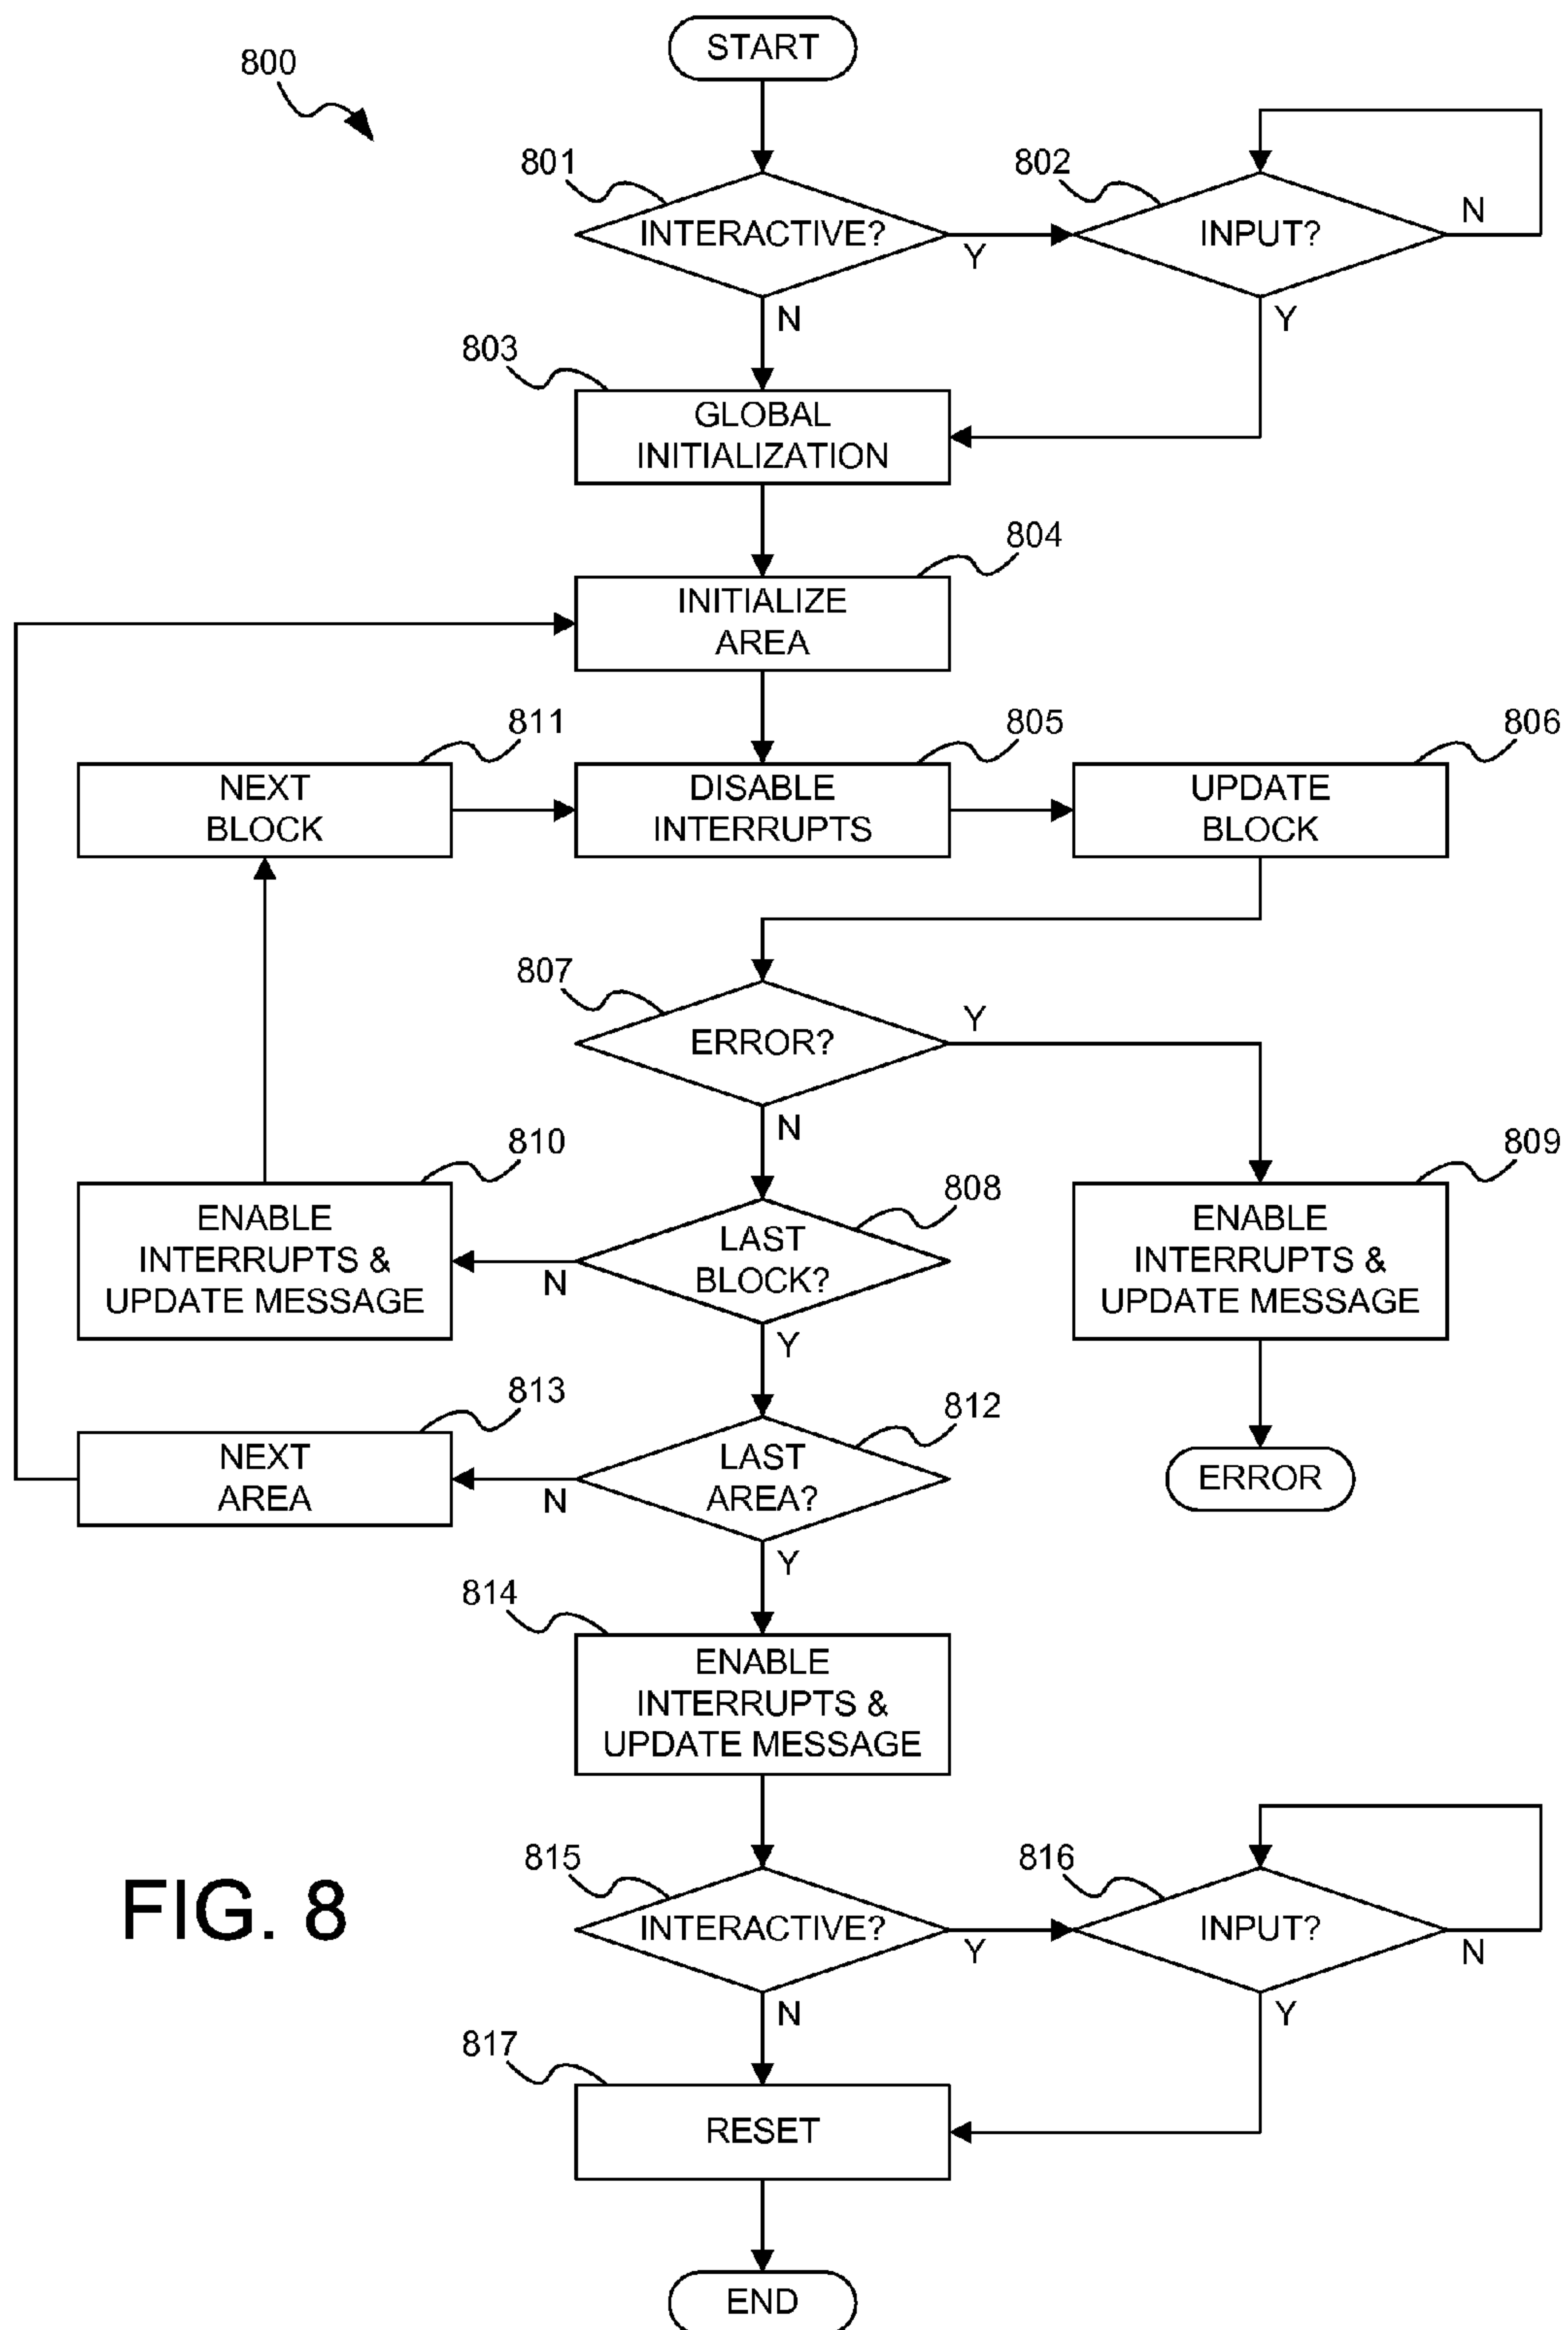 START
800
801
802
INTERACTIVE?
INPUT?
N
Y
N
Y
803
GLOBAL
INITIALIZATION
804
INITIALIZE
AREA
811
805
806
NEXT
BLOCK
DISABLE
INTERRUPTS
UPDATE
BLOCK
807
Y
ERROR?
N
810
809
808
ENABLE
INTERRUPTS &
UPDATE MESSAGE
LAST
BLOCK?
ENABLE
INTERRUPTS &
UPDATE MESSAGE
N
Y
813
812
NEXT
AREA
LAST
AREA?
ERROR
N
Y
814
ENABLE
INTERRUPTS &
UPDATE MESSAGE
815
816
FIG. 8
INTERACTIVE?
INPUT?
Y
N
N
Y
817
RESET
END